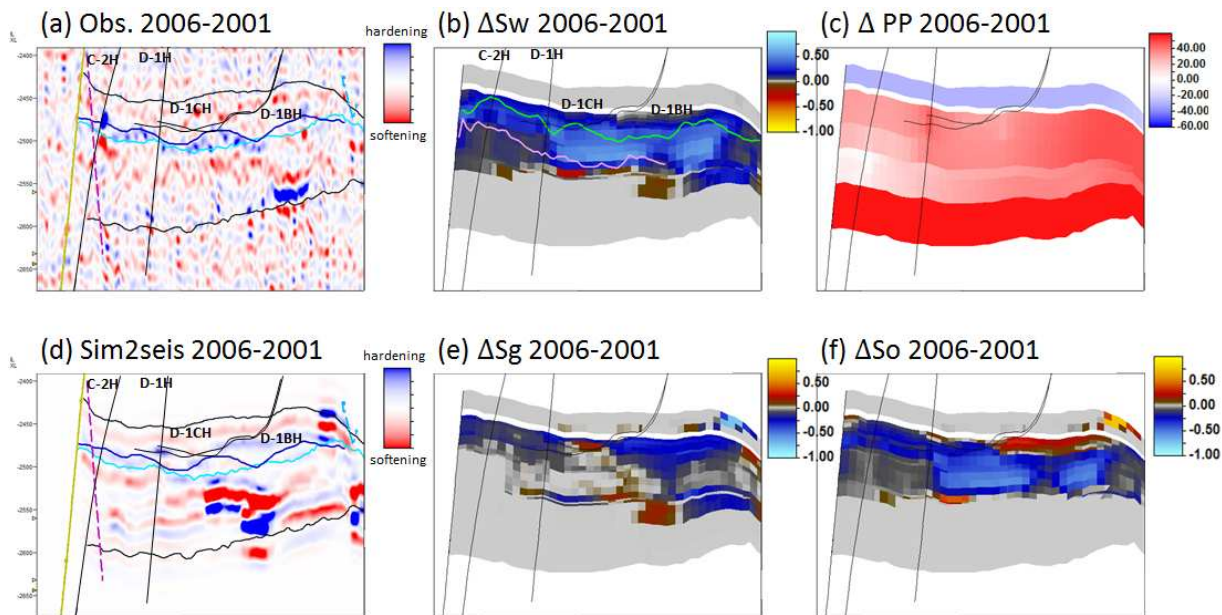 (a) Obs. 2006-2001
hardening
softening
XL
-2400
-2450
-2500
-2550
-2600
-2650
C-2H
D-1H
D-1CH
D-1BH
(b) ΔSw 2006-2001
C-2H
D-1H
D-1CH
D-1BH
0.50
0.00
-0.50
-1.00
(c) Δ PP 2006-2001
40.00
20.00
0.00
-20.00
-40.00
-60.00
(d) Sim2seis 2006-2001
hardening
softening
XL
-2400
-2450
-2500
-2550
-2600
-2650
C-2H
D-1H
D-1CH
D-1BH
(e) ΔSg 2006-2001
0.50
0.00
-0.50
-1.00
(f) ΔSo 2006-2001
0.50
0.00
-0.50
-1.00